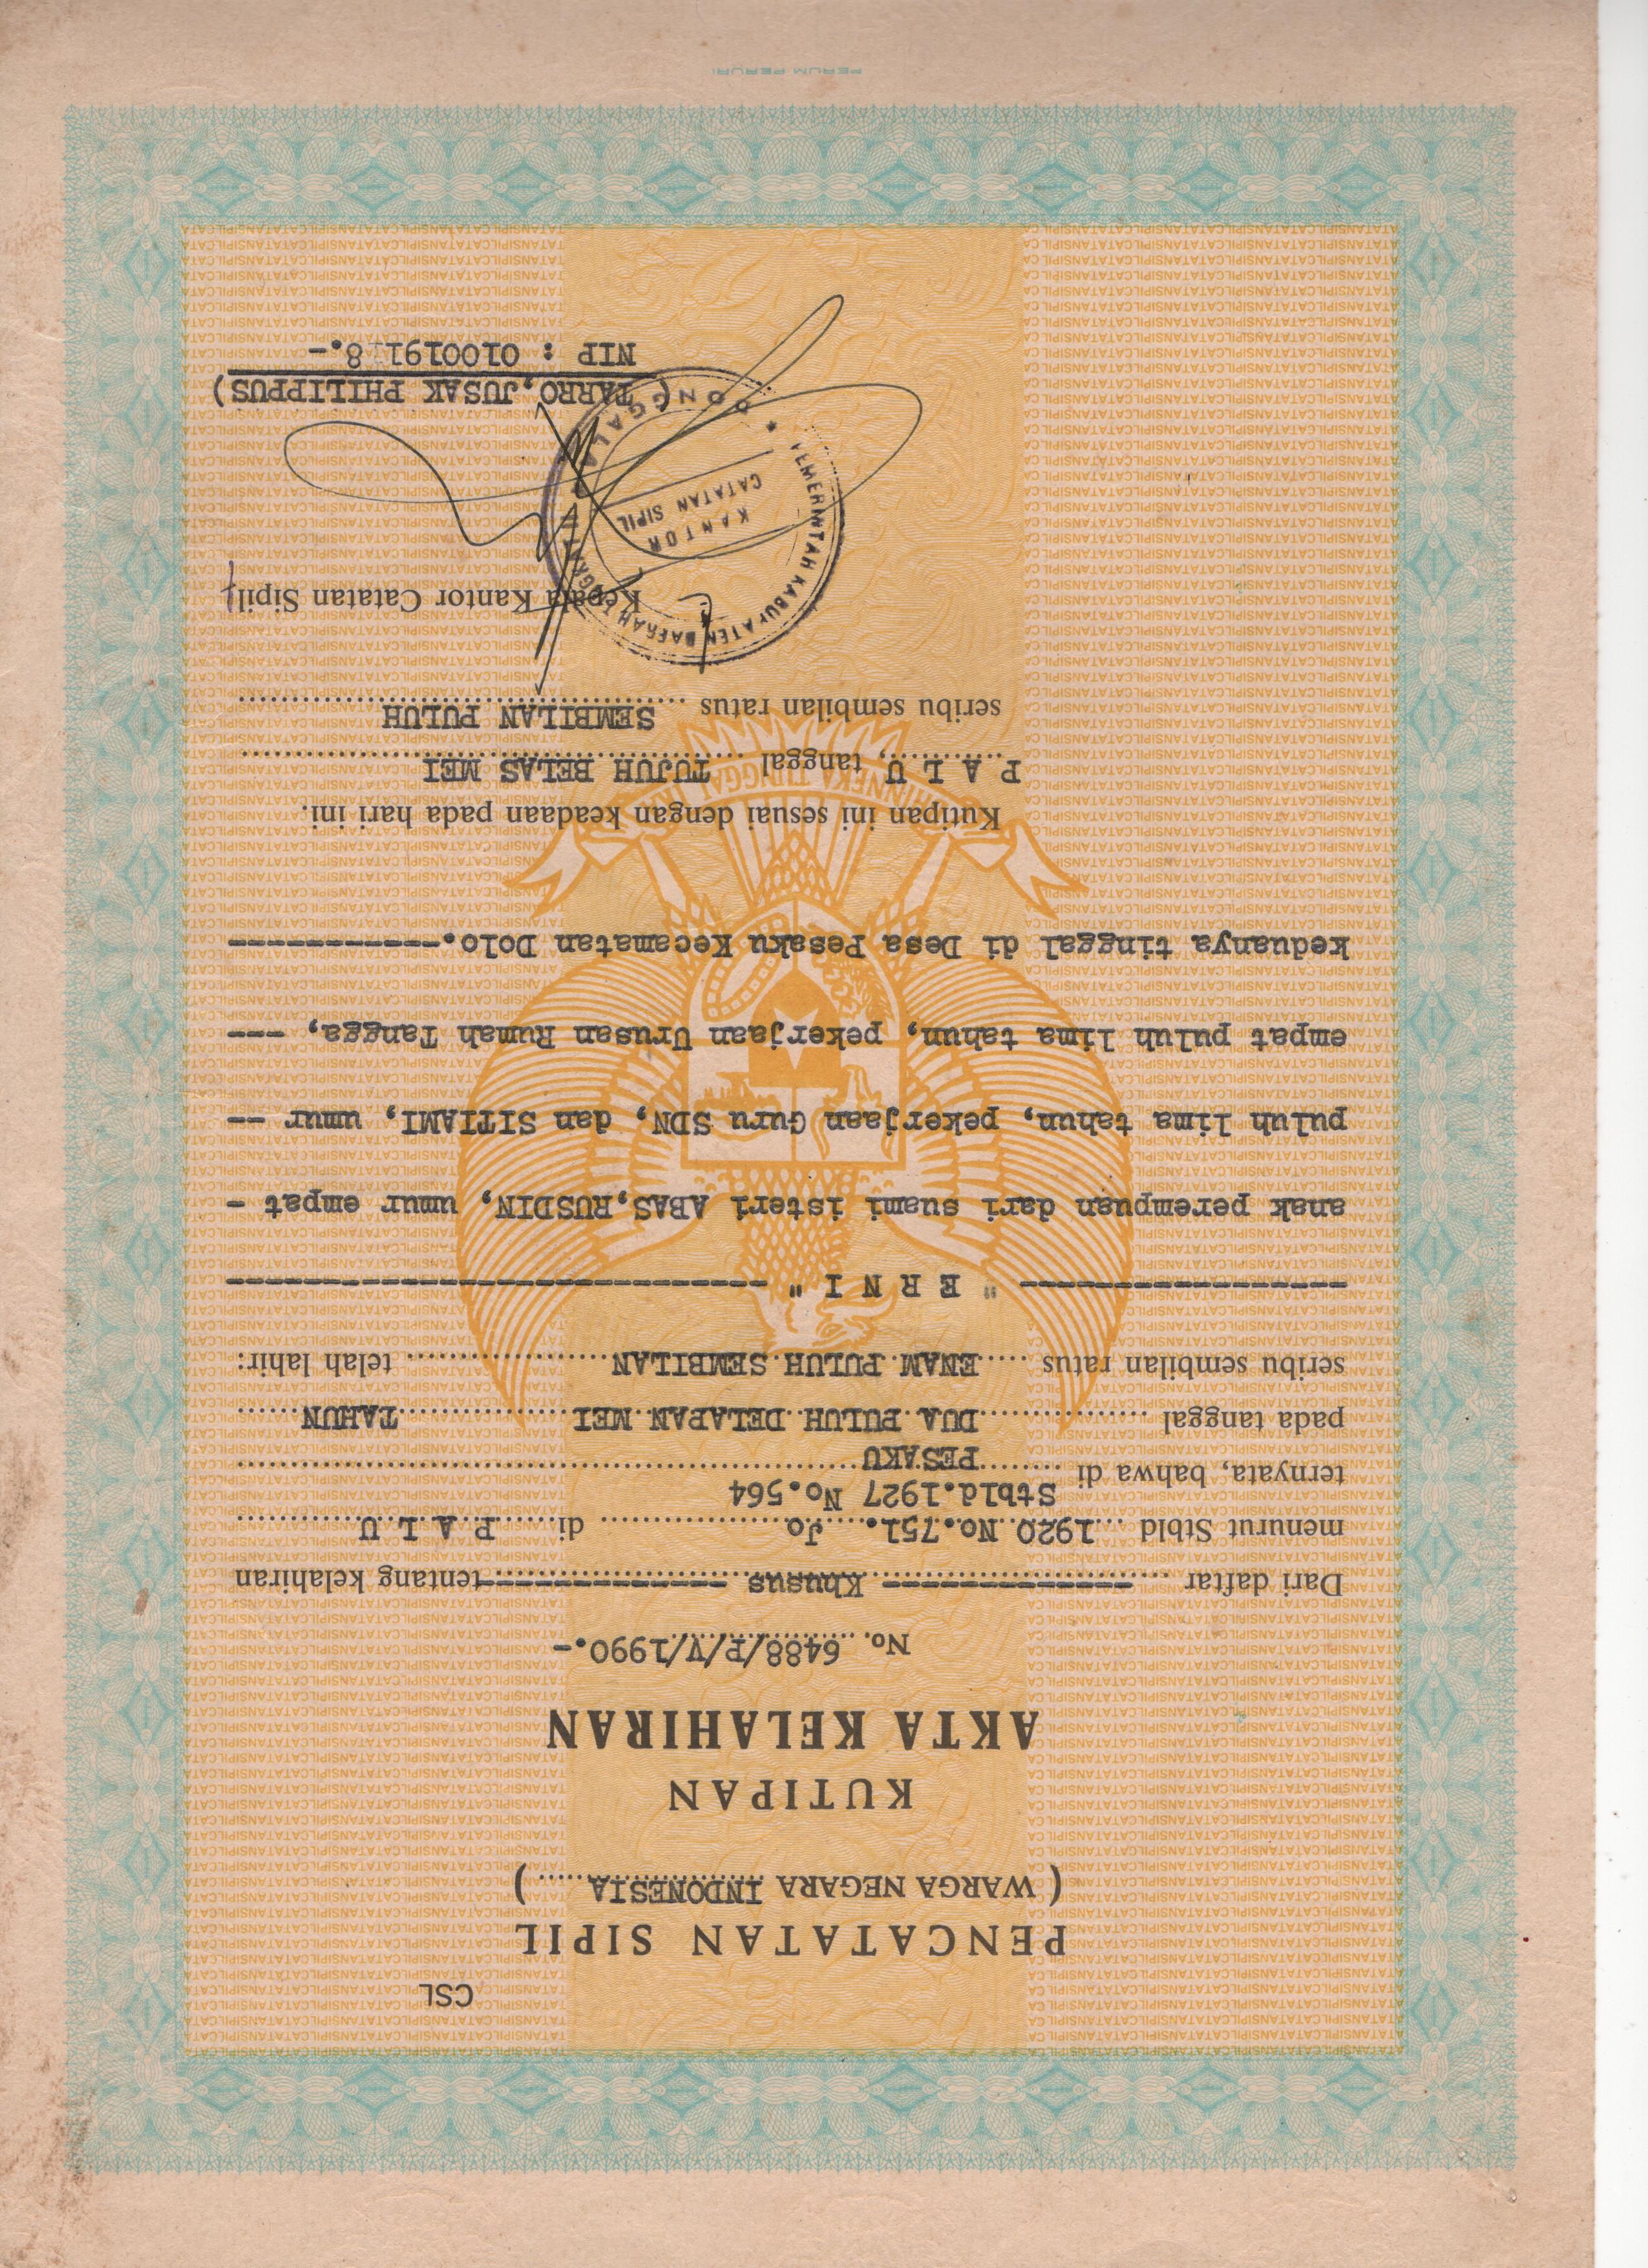 CSL
PENCATATAN SIPIL
( WARGA NEGARA INDONESIA ..... )
KUTIPAN
AKTA KELAHIRAN
No. 6488/P/V/1990.-
Dari daftar ... ------------- Khusus ------------- tentang kelahiran
menurut Stbld ...1920 No.751. Jo ................... di...... P A L U ............
Stbld.1927 No.564
ternyata, bahwa di ...............................................
PESAKU
pada tanggal ................. DUA PULUH DELAPAN MEI ................. TAHUN ......
seribu sembilan ratus ..... ENAM PULUH SEMBILAN .................... telah lahir:
----------------- " E R N I " ----------------------------
anak perempuan dari suami isteri ABAS,RUSDIN, umur empat -
puluh lima tahun, pekerjaan Guru SDN, dan SITIAMI, umur --
empat puluh lima tahun, pekerjaan Urusan Rumah Tangga, ---
keduanya tinggal di Desa Pesaku Kecamatan Dolo.-----------
Kutipan ini sesuai dengan keadaan pada hari ini.
P A L U, tanggal ... TUJUH BELAS MEI
seribu sembilan ratus ... SEMBILAN PULUH
Kepala Kantor Catatan Sipil
PEMERINTAH KABUPATEN DAERAH TINGKAT II
KANTOR
CATATAN SIPIL
* DONGGALA
( TARRO,JUSAK PHILIPPUS)
NIP : 0100191 8.-
PERUM PERURI